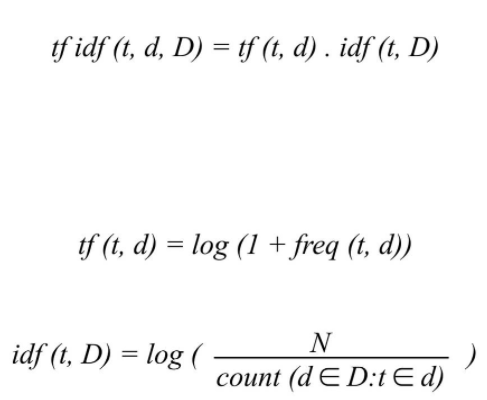 tf idf (t, d, D) = tf (t, d) . idf (t, D)
tf (t, d) = log (1 + freq (t, d))
idf (t, D) = log ( N / count (d ∈ D:t ∈ d) )